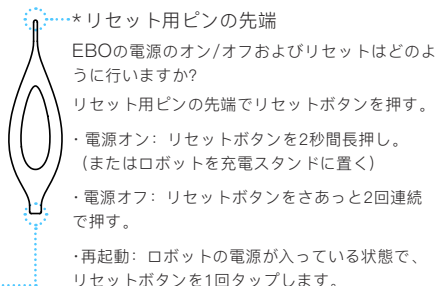 *リセット用ピンの先端
EBOの電源のオン/オフおよびリセットはどのよ
うに行いますか?
リセット用ピンの先端でリセットボタンを押す。
・電源オン: リセットボタンを2秒間長押し。
（またはロボットを充電スタンドに置く）
・電源オフ: リセットボタンをさあっと2回連続
で押す。
・再起動: ロボットの電源が入っている状態で、
リセットボタンを1回タップします。